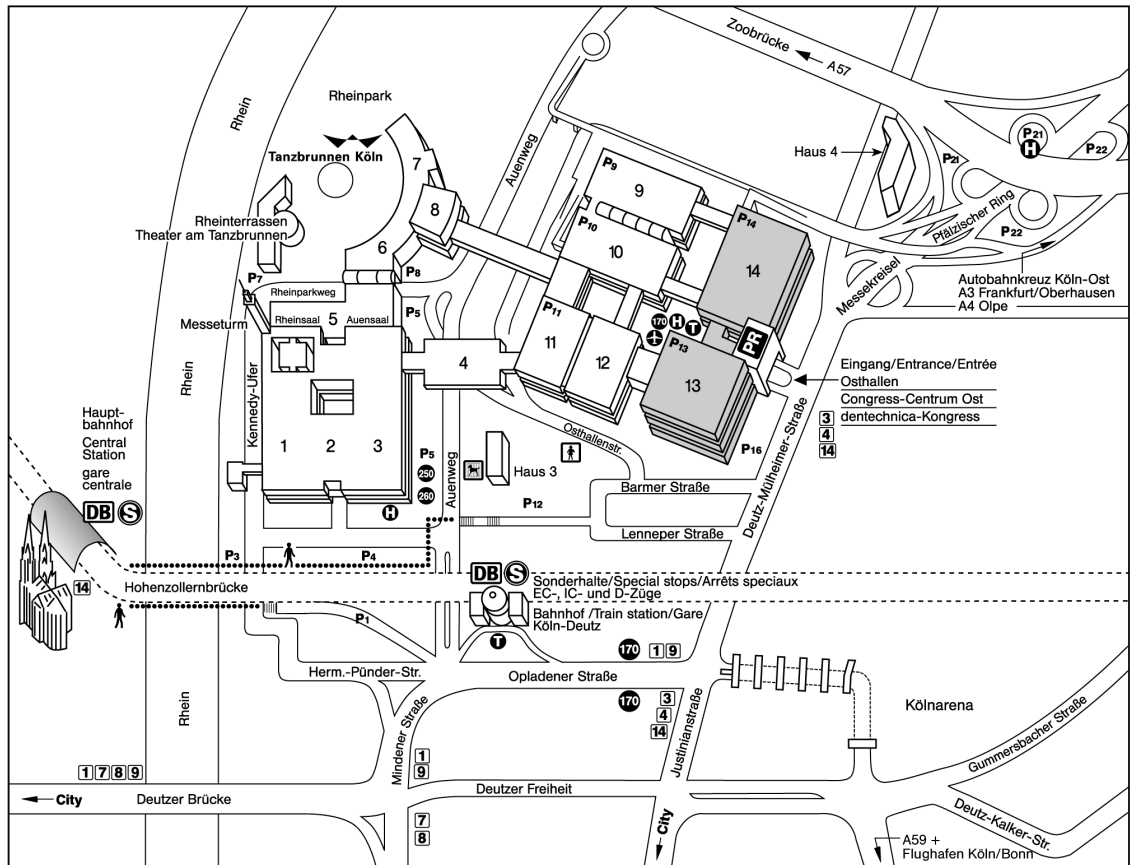 Zoobrücke
A57
Rhein
Rheinpark
Auenweg
Tanzbrunnen Köln
7
Haus 4
P21
H
P22
P21
P9
9
8
Rheinterrassen
Theater am Tanzbrunnen
P10
10
P14
14
Pfälzischer Ring
P22
6
P7
P8
Rheinparkweg
Messekreisel
Autobahnkreuz Köln-Ost
A3 Frankfurt/Oberhausen
A4 Olpe
Messeturm
Rheinsaal
5
Auensaal
P5
P11
11
170
H
T
P13
PR
Rhein
4
12
13
Eingang/Entrance/Entrée
Osthallen
Congress-Centrum Ost
dentechnica-Kongress
3
4
14
Kennedy-Ufer
Haupt-
bahnhof
Central
Station
gare
centrale
DB
S
1
2
3
P5
250
260
H
Auenweg
Haus 3
Osthallenstr.
P16
Barmer Straße
P12
Lenneper Straße
Deutz-Mülheimer-Straße
P3
P4
14
Hohenzollernbrücke
DB
S
Sonderhalte/Special stops/Arrêts speciaux
EC-, IC- und D-Züge
Bahnhof /Train station/Gare
Köln-Deutz
P1
T
170
1
9
Herm.-Pünder-Str.
Opladener Straße
170
3
4
14
Rhein
Mindener Straße
Justinianstraße
Kölnarena
Gummersbacher Straße
1
7
8
9
1
9
City
Deutzer Brücke
Deutzer Freiheit
7
8
City
Deutz-Kalker-Str.
A59 +
Flughafen Köln/Bonn